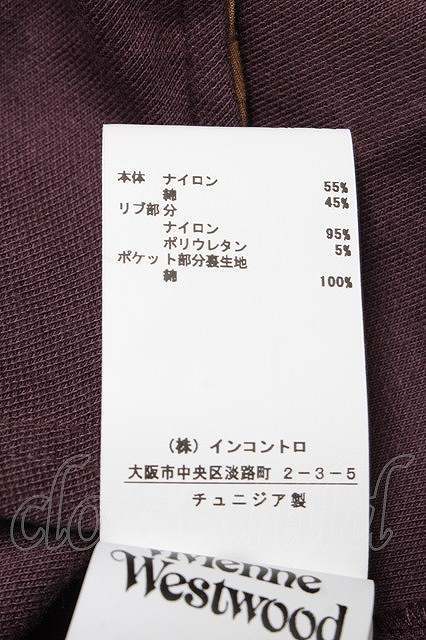 本体 ナイロン 55%
綿 45%
リブ部分
ナイロン 95%
ポリウレタン 5%
ポケット部分裏生地
綿 100%
(株) インコントロ
大阪市中央区淡路町 2-3-5
チュニジア製
Vivienne
Westwood